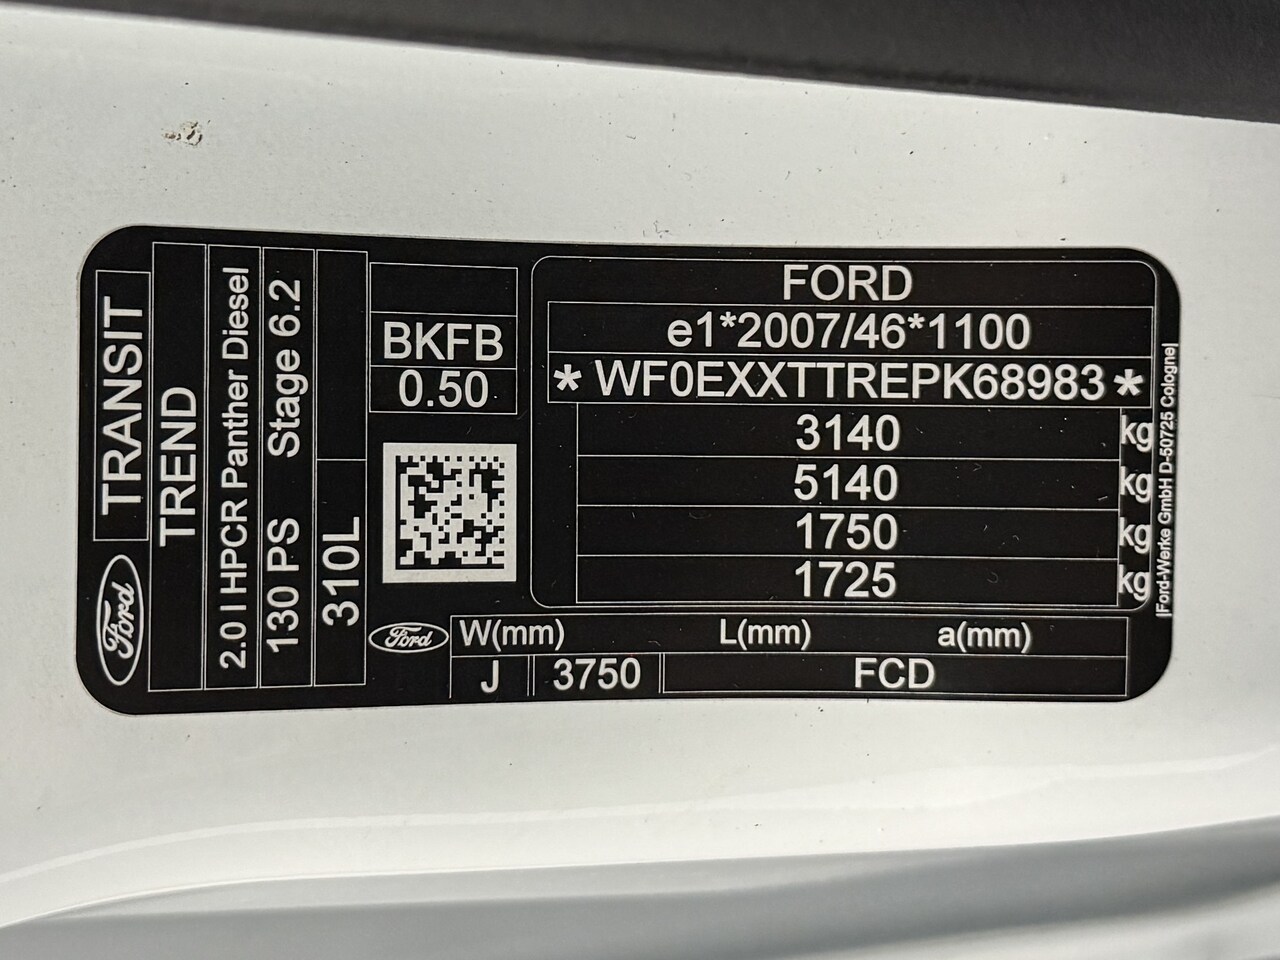 Ford
TRANSIT
TREND
2.0 l HPCR Panther Diesel
130 PS Stage 6.2
310L
BKFB
0.50
FORD
e1*2007/46*1100
* WF0EXXTTREPK68983 *
3140 kg
5140 kg
1750 kg
1725 kg
|Ford-Werke GmbH D-50725 Cologne|
Ford
W(mm) L(mm) a(mm)
J 3750 FCD